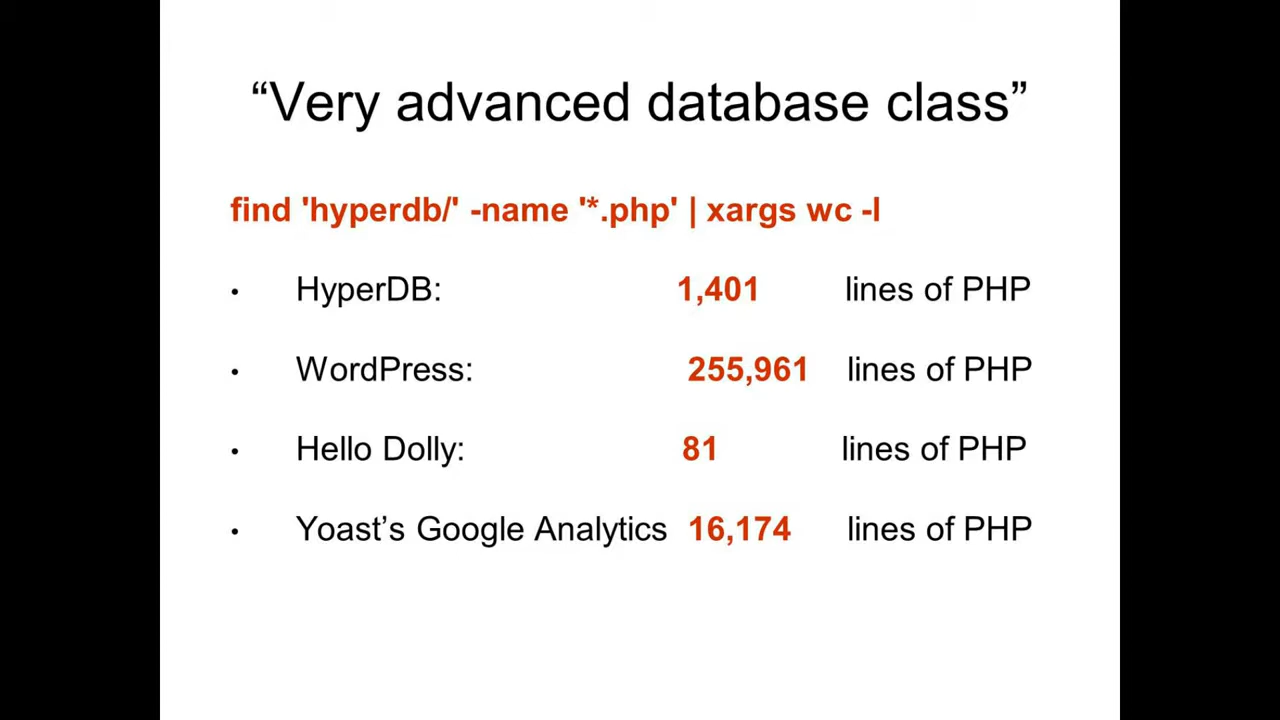 “Very advanced database class”
find 'hyperdb/' -name '*.php' | xargs wc -l
• HyperDB: 1,401 lines of PHP
• WordPress: 255,961 lines of PHP
• Hello Dolly: 81 lines of PHP
• Yoast’s Google Analytics 16,174 lines of PHP